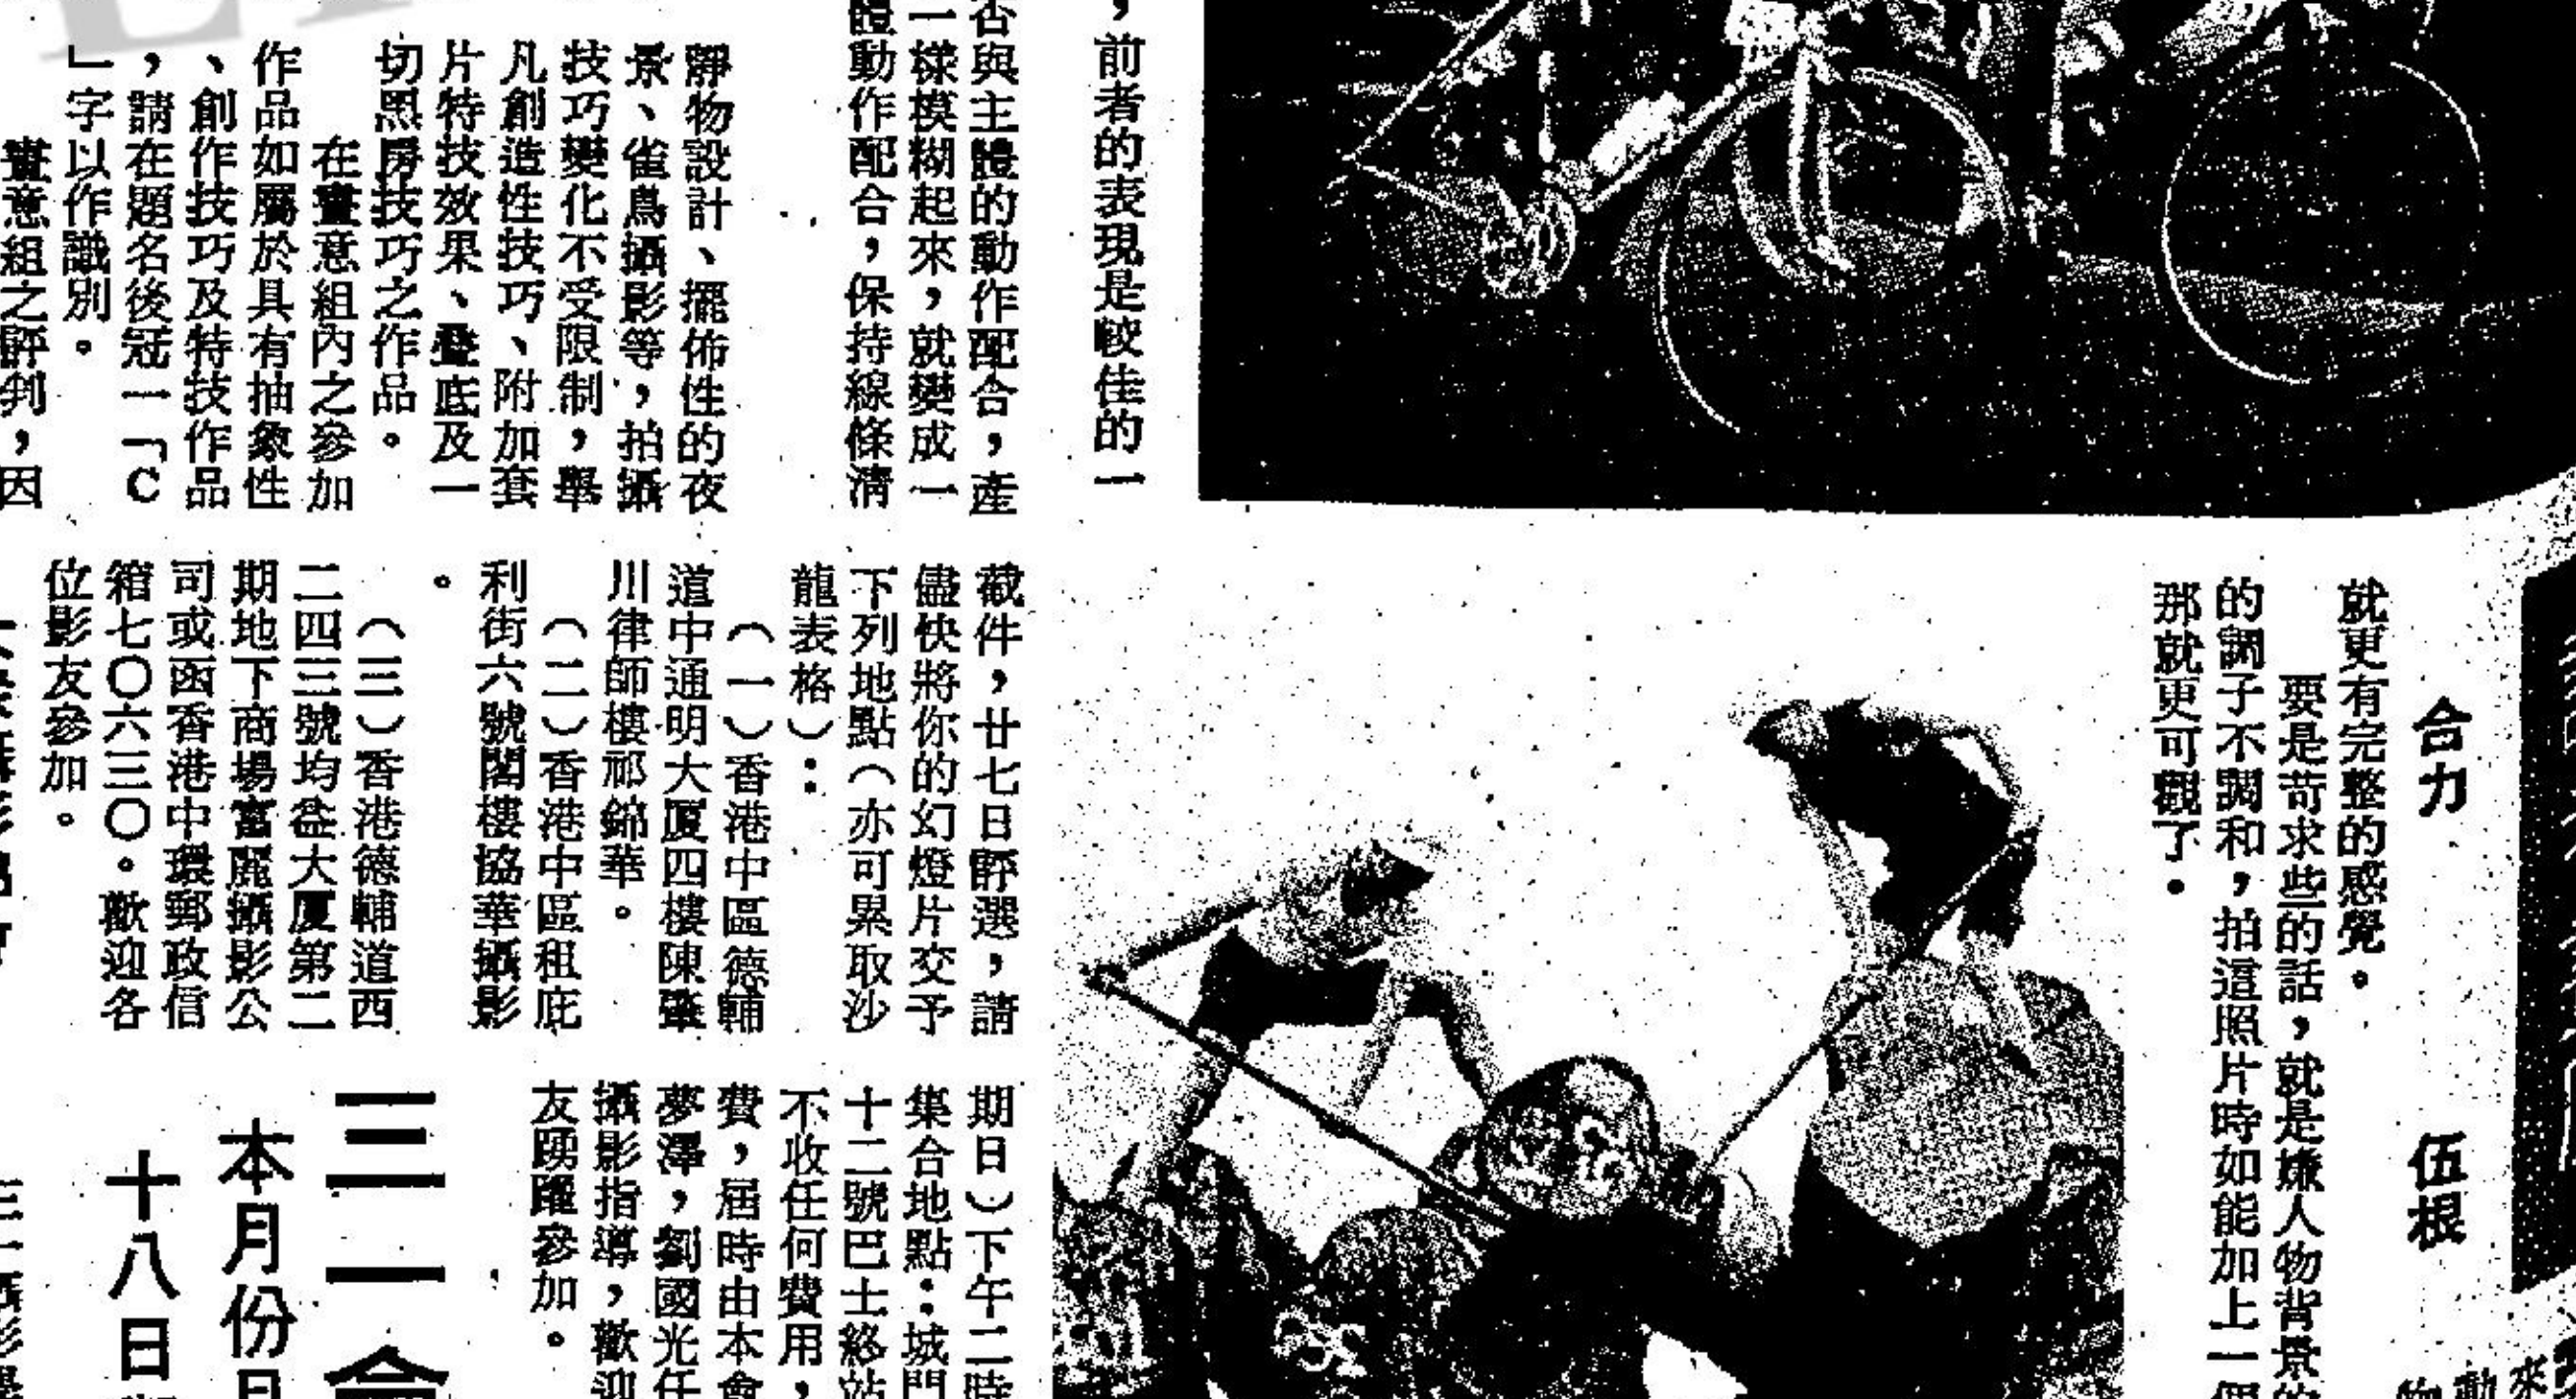 合力
伍根
就更有完整的感覺。
要是苛求些的話，就是嫌人物背景的
的調子不調和，拍這照片時如能加上一個
那就更可觀了。
，前者的表現是較佳的一
否與主體的動作配合，產
一樣模糊起來，就變成一
體動作配合，保持線條清
靜物設計、擺佈性的夜
景、雀鳥攝影等，拍攝
技巧變化不受限制，舉
凡創造性技巧、附加套
片特技效果、疊底及一
切黑房技巧之作品。
在畫意組內之參加
作品如屬於具有抽象性
、創作技巧及特技作品
，請在題名後冠一「C
」字以作識別。
畫意組之評判，因
截件，廿七日評選，請
儘快將你的幻燈片交予
下列地點（亦可累取沙
龍表格）：
（一）香港中區德輔
道中通明大厦四樓陳肇
川律師樓祁錦華。
（二）香港中區租庇
利街六號閣樓協華攝影
。
（三）香港德輔道西
二四三號均益大厦第二
期地下商場富麗攝影公
司或函香港中環郵政信
箱七〇六三〇。歡迎各
位影友參加。
期日）下午二時
集合地點：城門
十二號巴士終站
不收任何費用，
費，屆時由本會
夢澤，劉國光任
攝影指導，歡迎
友踴躍參加。
三一會
本月份月
十八日